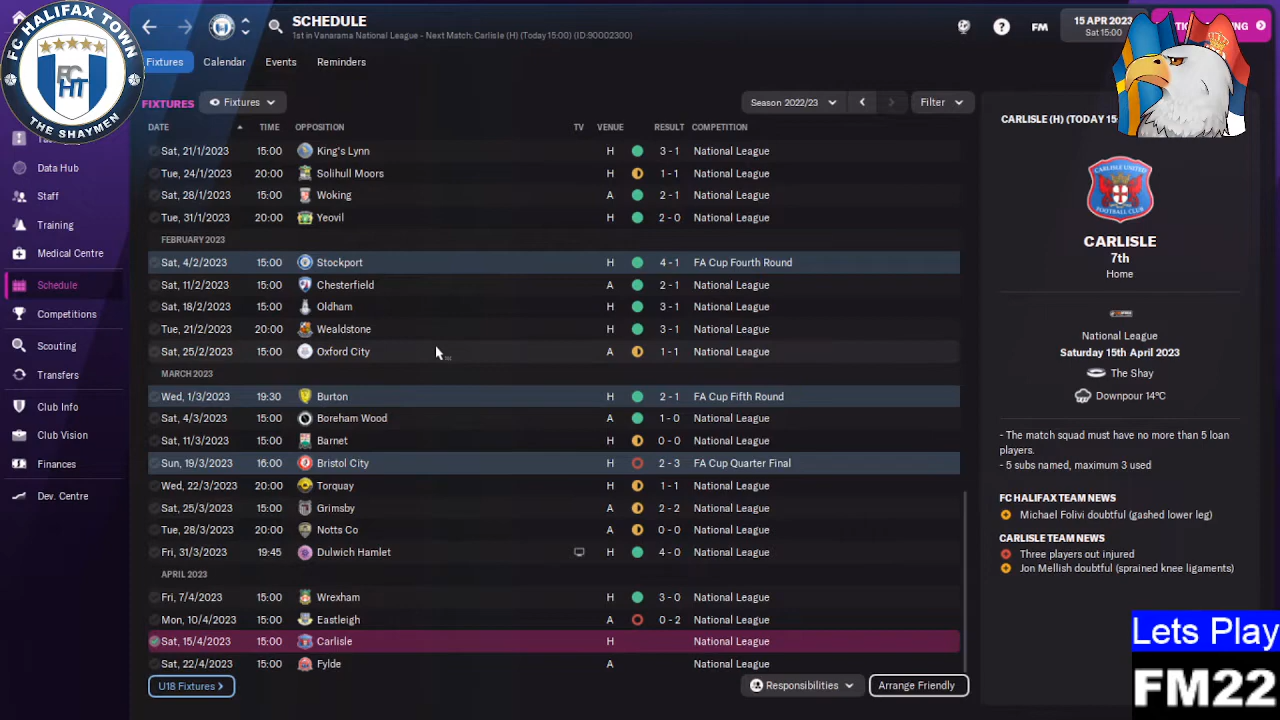 FC HALIFAX TOWN
FC
HT
THE SHAYMEN
SCHEDULE
1st in Vanarama National League - Next Match: Carlisle (H) (Today 15:00) (ID:90002300)
FM
15 APR 2023
Sat 15:00
Fixtures
Calendar
Events
Reminders
FIXTURES
Fixtures
Season 2022/23
Filter
DATE TIME OPPOSITION TV VENUE RESULT COMPETITION
Sat, 21/1/2023 15:00 King's Lynn H 3 - 1 National League
Tue, 24/1/2023 20:00 Solihull Moors H 1 - 1 National League
Sat, 28/1/2023 15:00 Woking A 2 - 1 National League
Tue, 31/1/2023 20:00 Yeovil H 2 - 0 National League
FEBRUARY 2023
Sat, 4/2/2023 15:00 Stockport H 4 - 1 FA Cup Fourth Round
Sat, 11/2/2023 15:00 Chesterfield A 2 - 1 National League
Sat, 18/2/2023 15:00 Oldham H 3 - 1 National League
Tue, 21/2/2023 20:00 Wealdstone H 3 - 1 National League
Sat, 25/2/2023 15:00 Oxford City A 1 - 1 National League
MARCH 2023
Wed, 1/3/2023 19:30 Burton H 2 - 1 FA Cup Fifth Round
Sat, 4/3/2023 15:00 Boreham Wood A 1 - 0 National League
Sat, 11/3/2023 15:00 Barnet H 0 - 0 National League
Sun, 19/3/2023 16:00 Bristol City H 2 - 3 FA Cup Quarter Final
Wed, 22/3/2023 20:00 Torquay H 1 - 1 National League
Sat, 25/3/2023 15:00 Grimsby A 2 - 2 National League
Tue, 28/3/2023 20:00 Notts Co A 0 - 0 National League
Fri, 31/3/2023 19:45 Dulwich Hamlet H 4 - 0 National League
APRIL 2023
Fri, 7/4/2023 15:00 Wrexham H 3 - 0 National League
Mon, 10/4/2023 15:00 Eastleigh A 0 - 2 National League
Sat, 15/4/2023 15:00 Carlisle H National League
Sat, 22/4/2023 15:00 Fylde A National League
U18 Fixtures >
Responsibilities
Arrange Friendly
Data Hub
Staff
Training
Medical Centre
Schedule
Competitions
Scouting
Transfers
Club Info
Club Vision
Finances
Dev. Centre
CARLISLE (H) (TODAY 15:
CARLISLE UNITED
FOOTBALL CLUB
CARLISLE
7th
Home
National League
Saturday 15th April 2023
The Shay
Downpour 14°C
- The match squad must have no more than 5 loan
players.
- 5 subs named, maximum 3 used
FC HALIFAX TEAM NEWS
Michael Folivi doubtful (gashed lower leg)
CARLISLE TEAM NEWS
Three players out injured
Jon Mellish doubtful (sprained knee ligaments)
Lets Play
FM22